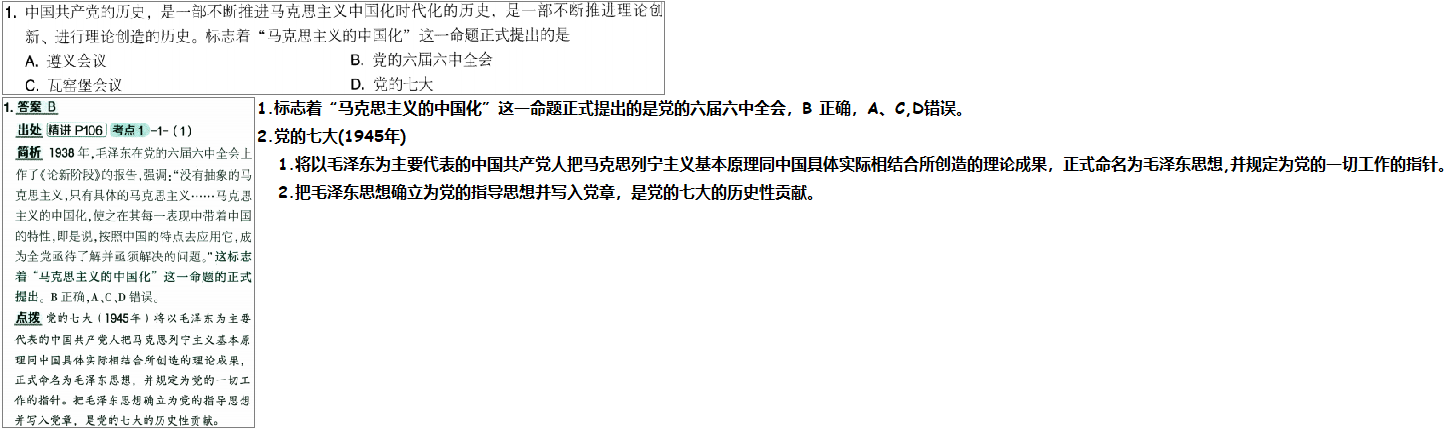 1. 中国共产党的历史，是一部不断推进马克思主义中国化时代化的历史，是一部不断推进理论创
新、进行理论创造的历史。标志着“马克思主义的中国化”这一命题正式提出的是
A. 遵义会议
B. 党的六届六中全会
C. 瓦窑堡会议
D. 党的七大
1. 答案 B
出处 精讲 P106 考点 1 -1-（1）
简析 1938 年,毛泽东在党的六届六中全会上
作了《论新阶段》的报告,强调:“没有抽象的马
克思主义,只有具体的马克思主义……马克思
主义的中国化,使之在其每一表现中带着中国
的特性,即是说,按照中国的特点去应用它,成
为全党亟待了解并亟须解决的问题。”这标志
着“马克思主义的中国化”这一命题的正式
提出。B 正确,A、C、D 错误。
点拨 党的七大（1945年）将以毛泽东为主要
代表的中国共产党人把马克思列宁主义基本原
理同中国具体实际相结合所创造的理论成果，
正式命名为毛泽东思想，并规定为党的一切工
作的指针。把毛泽东思想确立为党的指导思想
并写入党章，是党的七大的历史性贡献。
1.标志着“马克思主义的中国化”这一命题正式提出的是党的六届六中全会，B 正确，A、C,D错误。
2.党的七大(1945年)
1.将以毛泽东为主要代表的中国共产党人把马克思列宁主义基本原理同中国具体实际相结合所创造的理论成果，正式命名为毛泽东思想,并规定为党的一切工作的指针。
2.把毛泽东思想确立为党的指导思想并写入党章，是党的七大的历史性贡献。